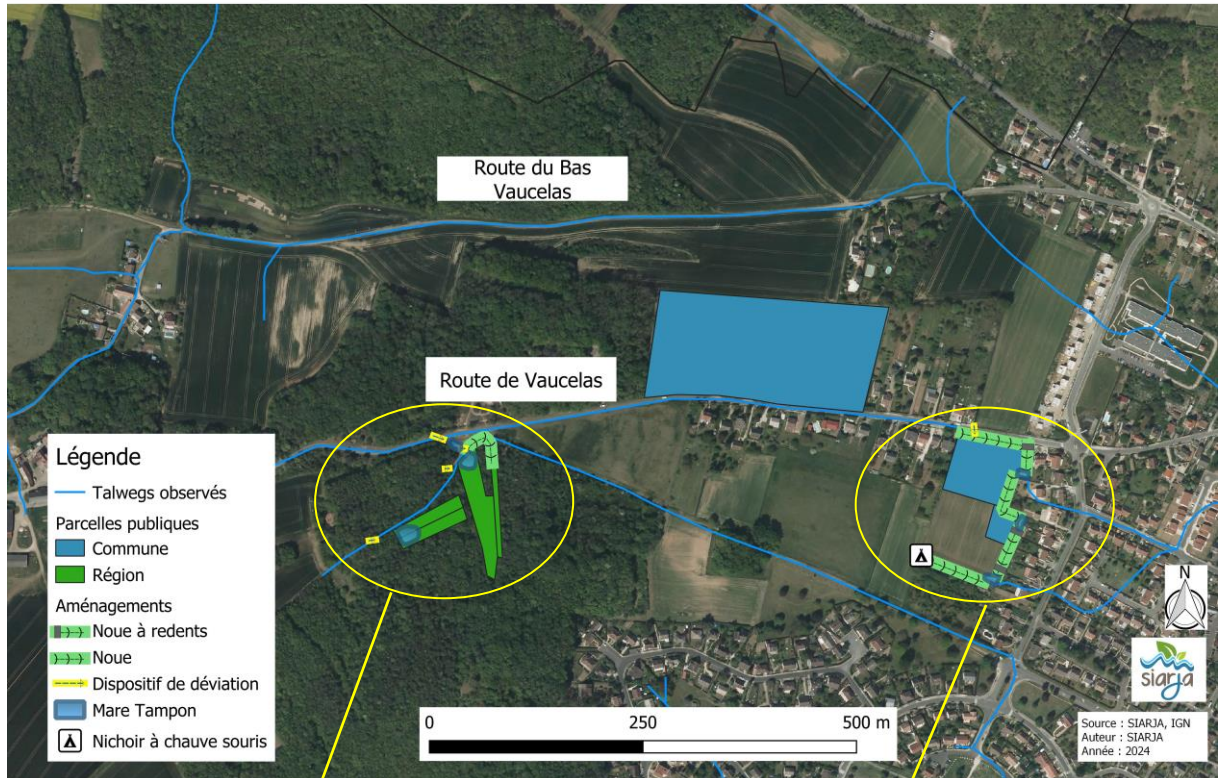 Route du Bas
Vaucelas
Route de Vaucelas
Légende
Talwegs observés
Parcelles publiques
Commune
Région
Aménagements
Noue à redents
Noue
Dispositif de déviation
Mare Tampon
Nichoir à chauve souris
0
250
500 m
N
siarja
Source : SIARJA, IGN
Auteur : SIARJA
Année : 2024